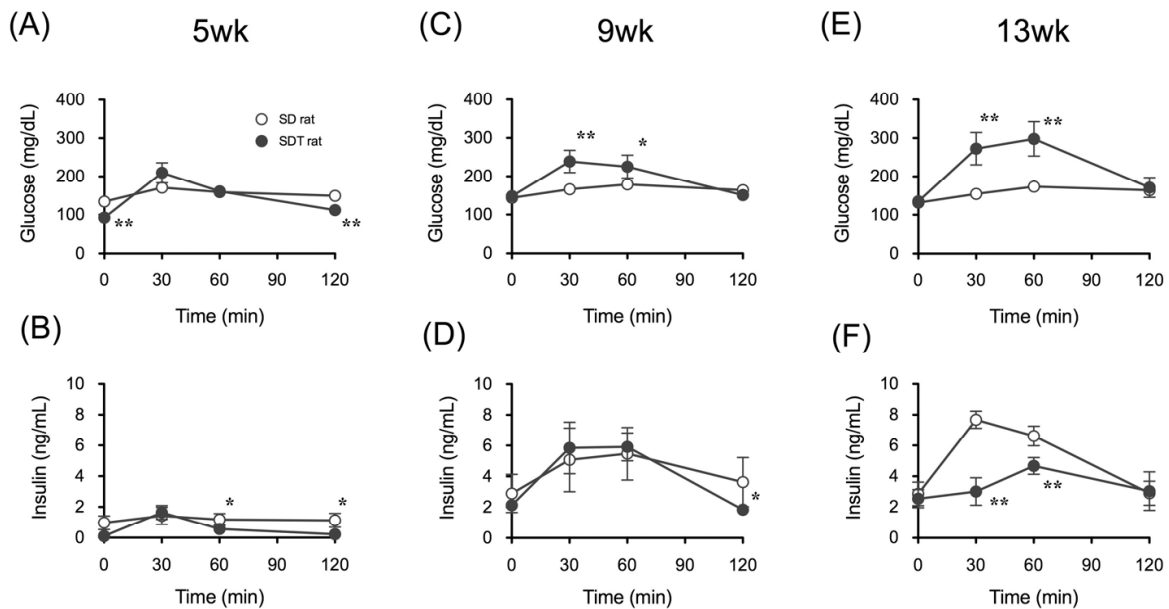 (A) 5wk
Glucose (mg/dL)
400
300
200
100
0
SD rat
SDT rat
**
**
0 30 60 90 120
Time (min)
(C) 9wk
Glucose (mg/dL)
400
300
200
100
0
**
*
0 30 60 90 120
Time (min)
(E) 13wk
Glucose (mg/dL)
400
300
200
100
0
** **
0 30 60 90 120
Time (min)
(B)
Insulin (ng/mL)
10
8
6
4
2
0
* *
0 30 60 90 120
Time (min)
(D)
Insulin (ng/mL)
10
8
6
4
2
0
*
0 30 60 90 120
Time (min)
(F)
Insulin (ng/mL)
10
8
6
4
2
0
** **
0 30 60 90 120
Time (min)